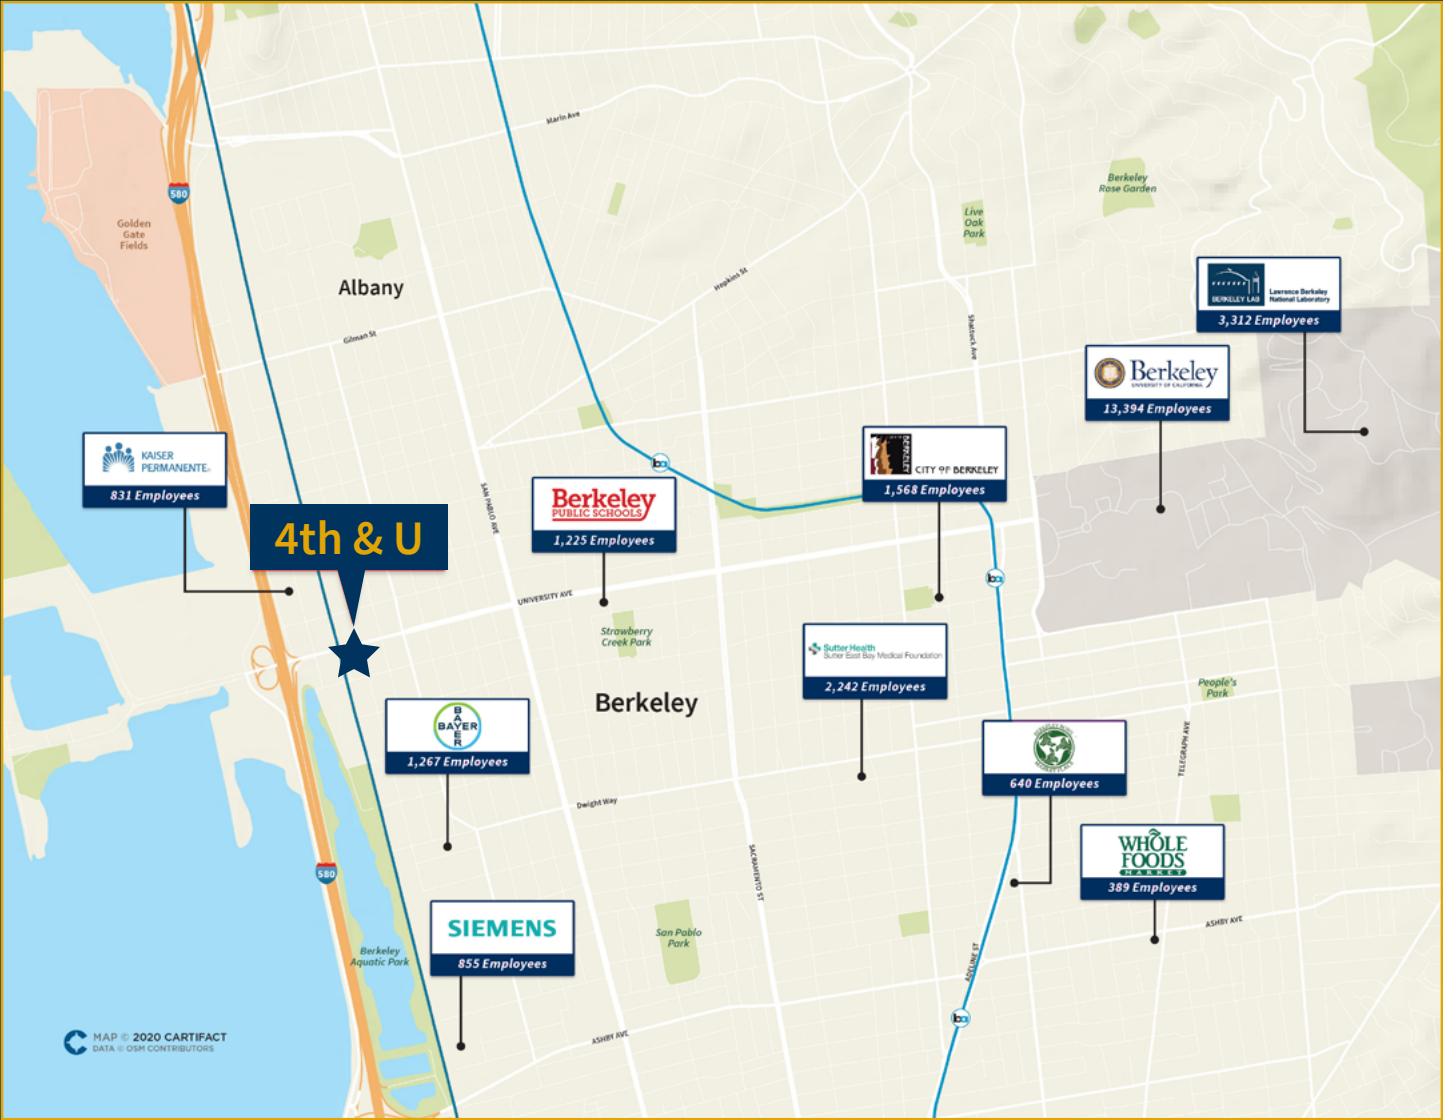 Marin Ave
580
Berkeley
Rose Garden
Golden
Gate
Fields
Live
Oak
Park
Albany
Hopkins St
BERKELEY LAB
Lawrence Berkeley
National Laboratory
3,312 Employees
Gilman St
Shattuck Ave
Berkeley
UNIVERSITY OF CALIFORNIA
13,394 Employees
KAISER
PERMANENTE
831 Employees
ba
BERKELEY
CITY OF BERKELEY
1,568 Employees
SAN PABLO AVE
Berkeley
PUBLIC SCHOOLS
1,225 Employees
4th & U
ba
UNIVERSITY AVE
Strawberry
Creek Park
Sutter Health
Sutter East Bay Medical Foundation
2,242 Employees
People's
Park
Berkeley
BAYER
BAYER
1,267 Employees
TELEGRAPH AVE
640 Employees
Dwight Way
WHOLE
FOODS
MARKET
389 Employees
SACRAMENTO ST
580
ASHBY AVE
SIEMENS
855 Employees
San Pablo
Park
Berkeley
Aquatic Park
ADELINE ST
ba
MAP © 2020 CARTIFACT
DATA © OSM CONTRIBUTORS
ASHBY AVE